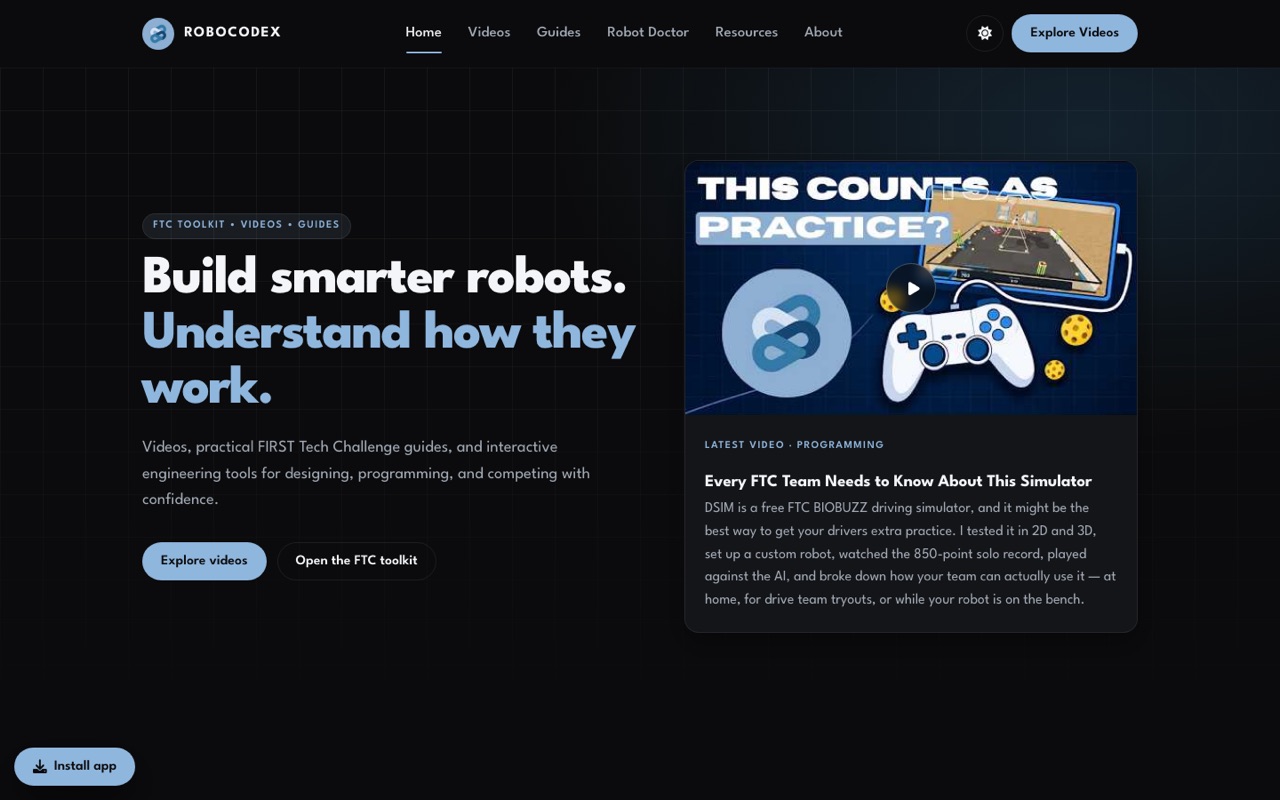 ROBOCODEX
Home
Videos
Guides
Robot Doctor
Resources
About
Explore Videos
FTC TOOLKIT • VIDEOS • GUIDES
Build smarter robots.
Understand how they
work.
Videos, practical FIRST Tech Challenge guides, and interactive
engineering tools for designing, programming, and competing with
confidence.
Explore videos
Open the FTC toolkit
THIS COUNTS AS
PRACTICE?
LATEST VIDEO · PROGRAMMING
Every FTC Team Needs to Know About This Simulator
DSIM is a free FTC BIOBUZZ driving simulator, and it might be the
best way to get your drivers extra practice. I tested it in 2D and 3D,
set up a custom robot, watched the 850-point solo record, played
against the AI, and broke down how your team can actually use it — at
home, for drive team tryouts, or while your robot is on the bench.
Install app